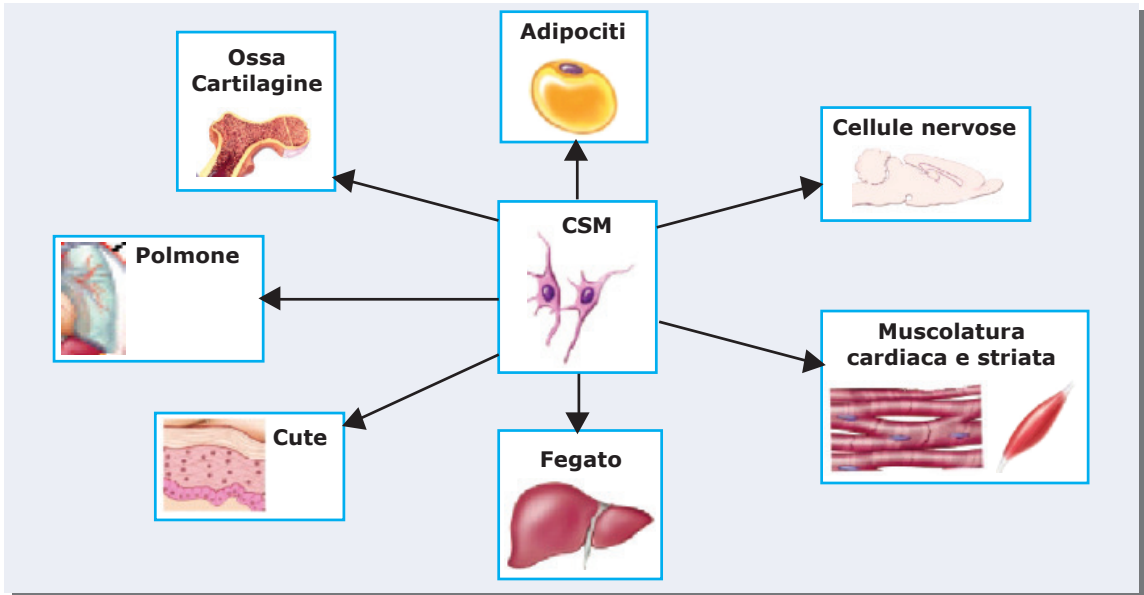 Adipociti
Ossa
Cartilagine
Cellule nervose
CSM
Polmone
Muscolatura
cardiaca e striata
Cute
Fegato